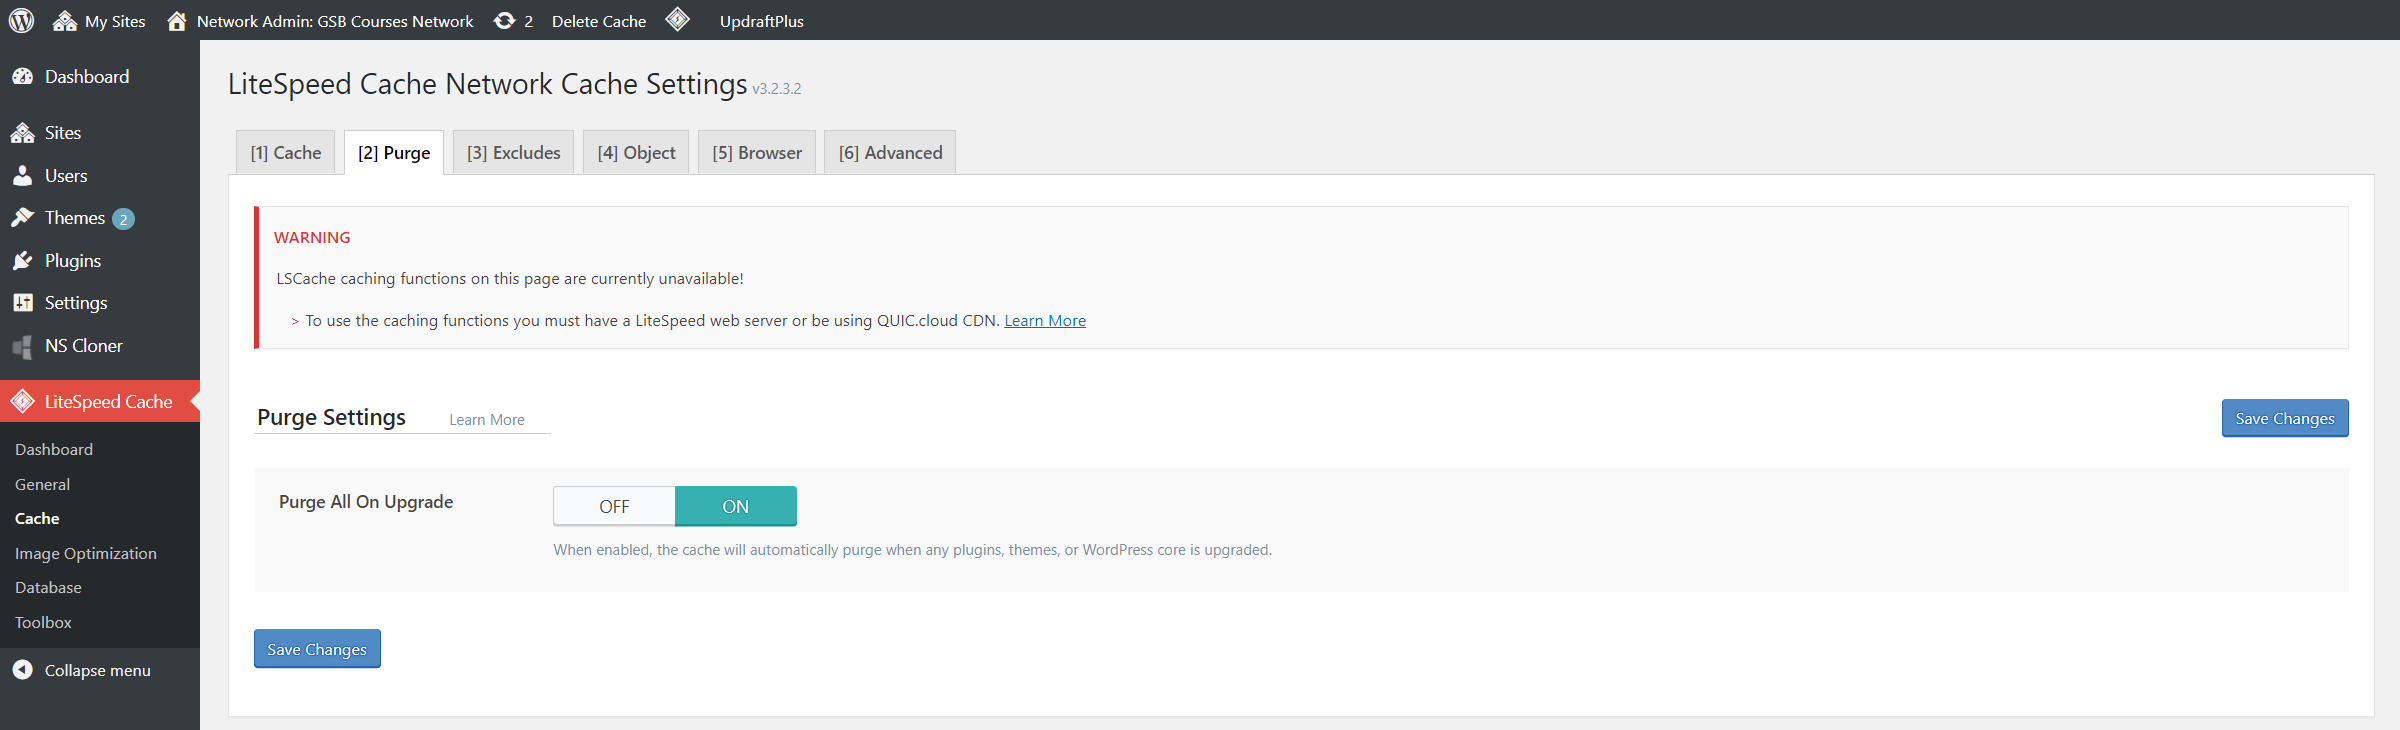 My Sites
Network Admin: GSB Courses Network
2
Delete Cache
UpdraftPlus
Dashboard
Sites
Users
Themes 2
Plugins
Settings
NS Cloner
LiteSpeed Cache
Dashboard
General
Cache
Image Optimization
Database
Toolbox
Collapse menu
LiteSpeed Cache Network Cache Settings v3.2.3.2
[1] Cache
[2] Purge
[3] Excludes
[4] Object
[5] Browser
[6] Advanced
WARNING
LSCache caching functions on this page are currently unavailable!
> To use the caching functions you must have a LiteSpeed web server or be using QUIC.cloud CDN. Learn More
Purge Settings
Learn More
Save Changes
Purge All On Upgrade
OFF
ON
When enabled, the cache will automatically purge when any plugins, themes, or WordPress core is upgraded.
Save Changes